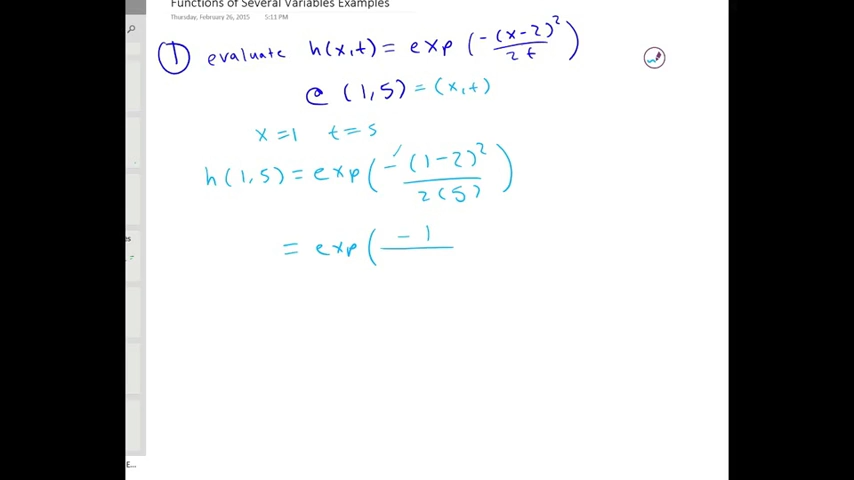 Functions of Several Variables Examples
Thursday, February 26, 2015 5:11 PM
① evaluate h(x,t) = exp(-(x-2)²/2t)
@ (1,5) = (x,t)
x=1 t=5
h(1,5) = exp(-(1-2)²/2(5))
= exp(-1
E...